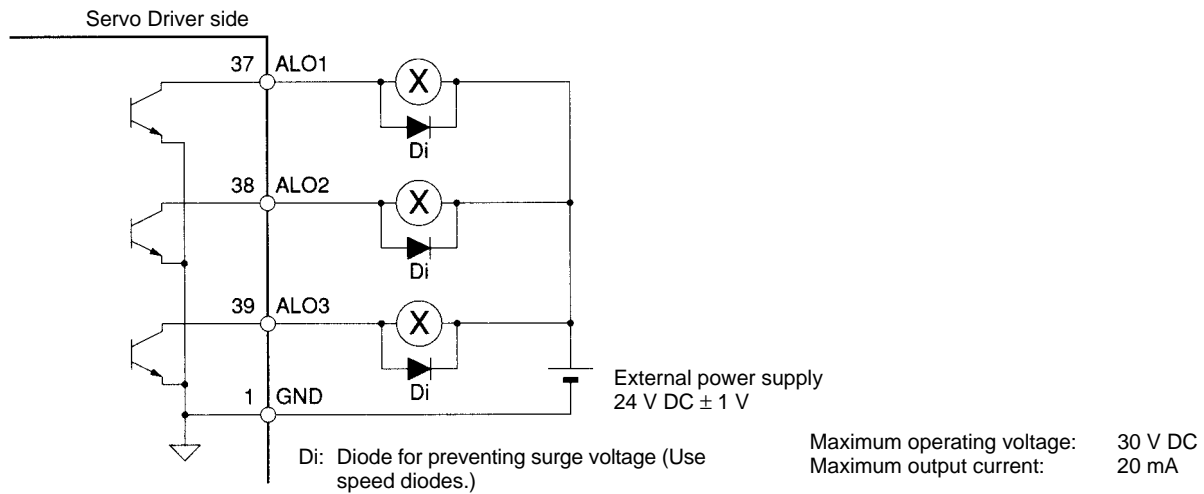 Servo Driver side
37 ALO1
X
Di
38 ALO2
X
Di
39 ALO3
X
Di
1 GND
External power supply
24 V DC ± 1 V
Di: Diode for preventing surge voltage (Use
speed diodes.)
Maximum operating voltage: 30 V DC
Maximum output current: 20 mA